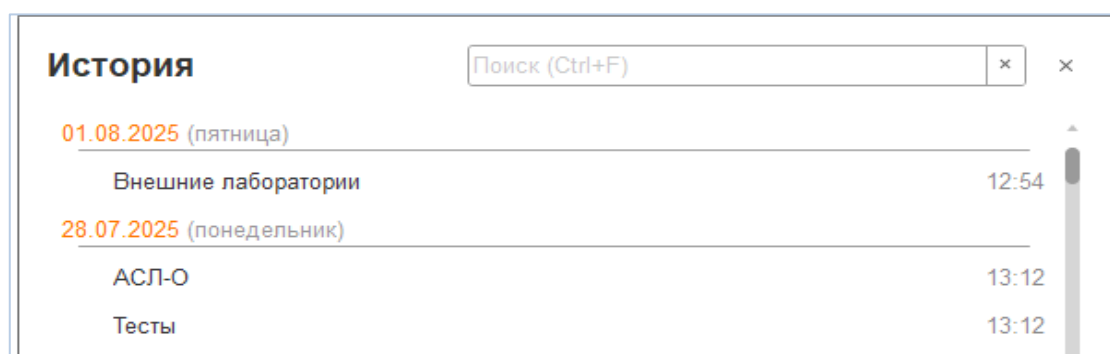 История
Поиск (Ctrl+F)
01.08.2025 (пятница)
Внешние лаборатории 12:54
28.07.2025 (понедельник)
АСЛ-О 13:12
Тесты 13:12